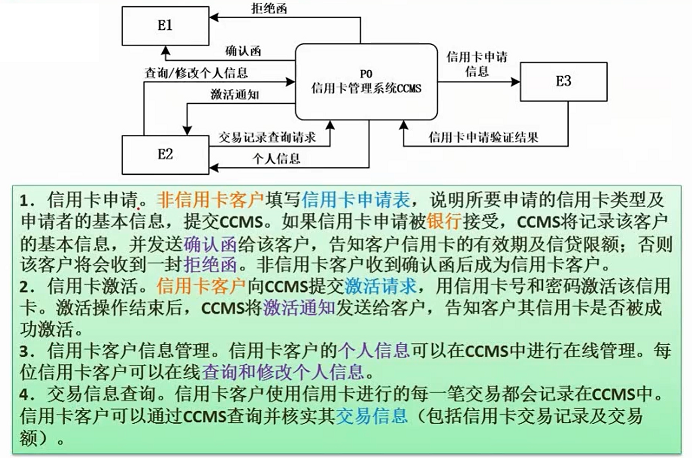 拒绝函
E1
确认函
查询/修改个人信息
激活通知
P0
信用卡管理系统CCMS
信用卡申请
信息
E3
E2
交易记录查询请求
个人信息
信用卡申请验证结果
1. 信用卡申请。非信用卡客户填写信用卡申请表，说明所要申请的信用卡类型及
申请者的基本信息，提交CCMS。如果信用卡申请被银行接受，CCMS将记录该客户
的基本信息，并发送确认函给该客户，告知客户信用卡的有效期及信贷限额；否则
该客户将会收到一封拒绝函。非信用卡客户收到确认函后成为信用卡客户。
2. 信用卡激活。信用卡客户向CCMS提交激活请求，用信用卡号和密码激活该信用
卡。激活操作结束后，CCMS将激活通知发送给客户，告知客户其信用卡是否被成
功激活。
3. 信用卡客户信息管理。信用卡客户的个人信息可以在CCMS中进行在线管理。每
位信用卡客户可以在线查询和修改个人信息。
4. 交易信息查询。信用卡客户使用信用卡进行的每一笔交易都会记录在CCMS中。
信用卡客户可以通过CCMS查询并核实其交易信息（包括信用卡交易记录及交易
额）。